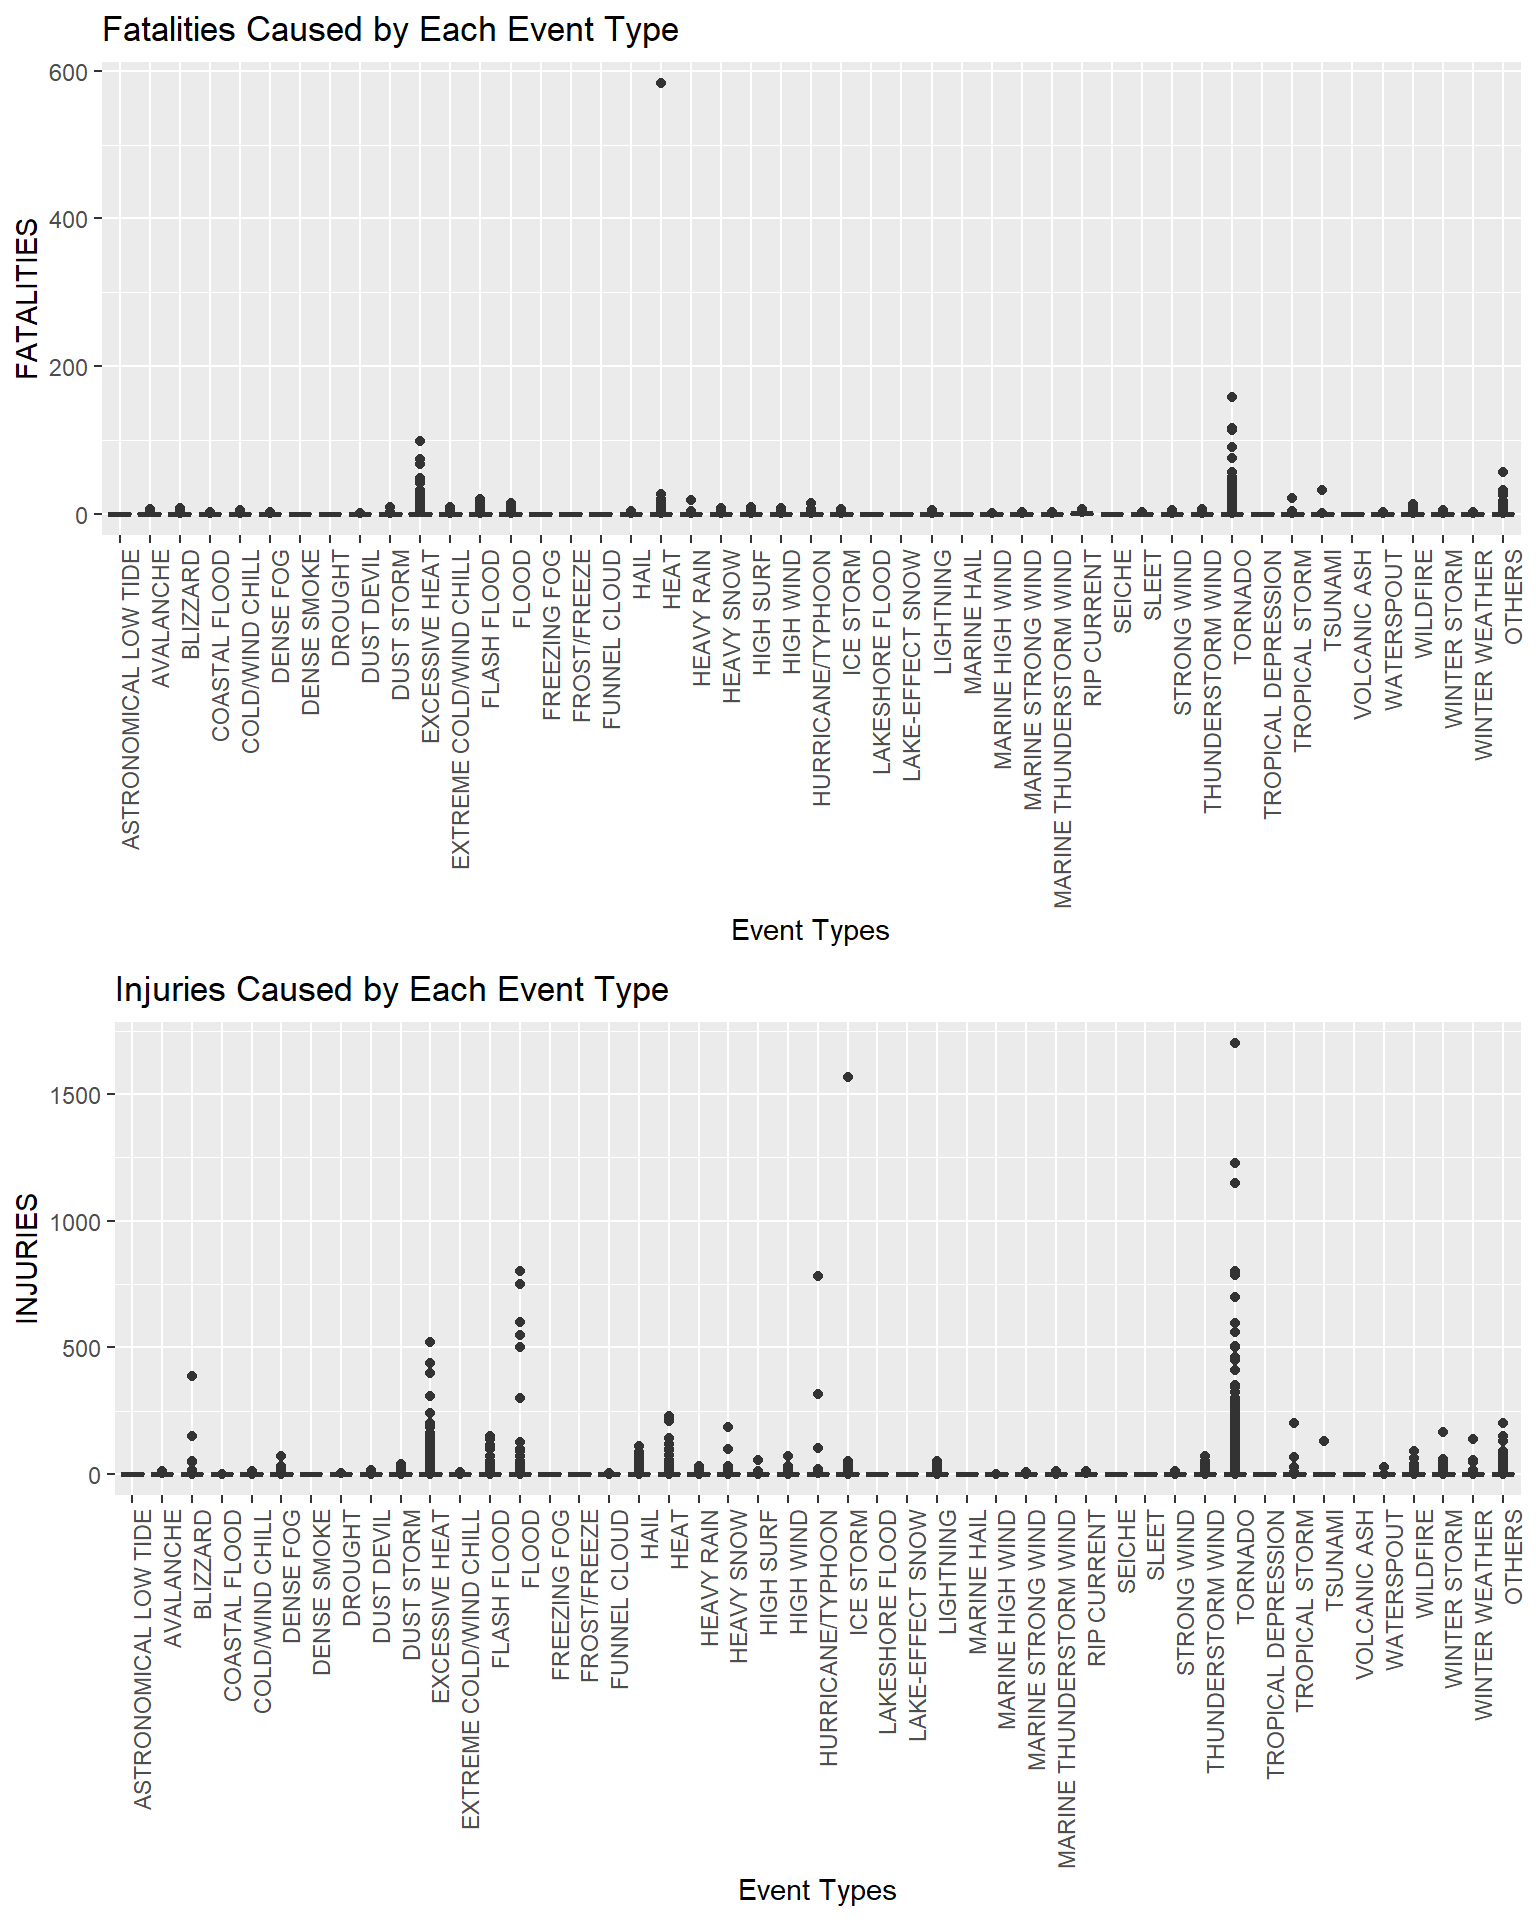 Fatalities Caused by Each Event Type
600
400
200
0
FATALITIES
ASTRONOMICAL LOW TIDE
AVALANCHE
BLIZZARD
COASTAL FLOOD
COLD/WIND CHILL
DENSE FOG
DENSE SMOKE
DROUGHT
DUST DEVIL
DUST STORM
EXCESSIVE HEAT
EXTREME COLD/WIND CHILL
FLASH FLOOD
FLOOD
FREEZING FOG
FROST/FREEZE
FUNNEL CLOUD
HAIL
HEAT
HEAVY RAIN
HEAVY SNOW
HIGH SURF
HIGH WIND
HURRICANE/TYPHOON
ICE STORM
LAKESHORE FLOOD
LAKE-EFFECT SNOW
LIGHTNING
MARINE HAIL
MARINE HIGH WIND
MARINE STRONG WIND
MARINE THUNDERSTORM WIND
RIP CURRENT
SEICHE
SLEET
STRONG WIND
THUNDERSTORM WIND
TORNADO
TROPICAL DEPRESSION
TROPICAL STORM
TSUNAMI
VOLCANIC ASH
WATERSPOUT
WILDFIRE
WINTER STORM
WINTER WEATHER
OTHERS
Event Types
Injuries Caused by Each Event Type
1500
1000
500
0
INJURIES
ASTRONOMICAL LOW TIDE
AVALANCHE
BLIZZARD
COASTAL FLOOD
COLD/WIND CHILL
DENSE FOG
DENSE SMOKE
DROUGHT
DUST DEVIL
DUST STORM
EXCESSIVE HEAT
EXTREME COLD/WIND CHILL
FLASH FLOOD
FLOOD
FREEZING FOG
FROST/FREEZE
FUNNEL CLOUD
HAIL
HEAT
HEAVY RAIN
HEAVY SNOW
HIGH SURF
HIGH WIND
HURRICANE/TYPHOON
ICE STORM
LAKESHORE FLOOD
LAKE-EFFECT SNOW
LIGHTNING
MARINE HAIL
MARINE HIGH WIND
MARINE STRONG WIND
MARINE THUNDERSTORM WIND
RIP CURRENT
SEICHE
SLEET
STRONG WIND
THUNDERSTORM WIND
TORNADO
TROPICAL DEPRESSION
TROPICAL STORM
TSUNAMI
VOLCANIC ASH
WATERSPOUT
WILDFIRE
WINTER STORM
WINTER WEATHER
OTHERS
Event Types